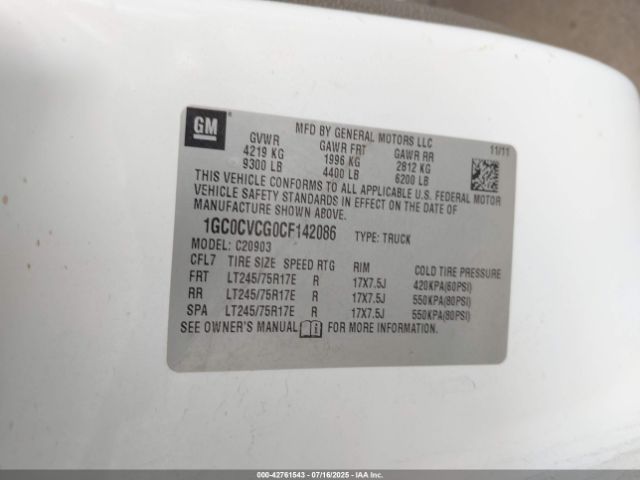 GM
MFD BY GENERAL MOTORS LLC 11/11
GVWR GAWR FRT GAWR RR
4219 KG 1996 KG 2812 KG
9300 LB 4400 LB 6200 LB
THIS VEHICLE CONFORMS TO ALL APPLICABLE U.S. FEDERAL MOTOR
VEHICLE SAFETY STANDARDS IN EFFECT ON THE DATE OF
MANUFACTURE SHOWN ABOVE.
1GC0CVCG0CF142086 TYPE: TRUCK
MODEL: C20903
CFL7 TIRE SIZE SPEED RTG RIM COLD TIRE PRESSURE
FRT LT245/75R17E R 17X7.5J 420KPA(60PSI)
RR LT245/75R17E R 17X7.5J 550KPA(80PSI)
SPA LT245/75R17E R 17X7.5J 550KPA(80PSI)
SEE OWNER'S MANUAL FOR MORE INFORMATION.
000-42761543 07/16/2025 IAAI.com